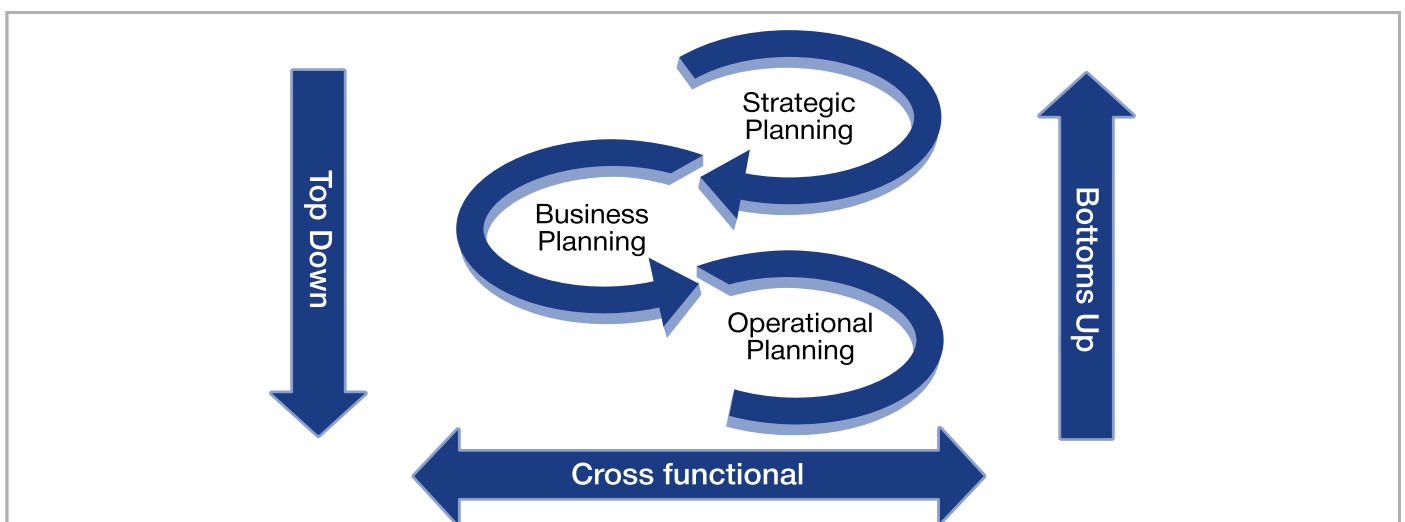 Strategic
Planning
Top Down
Business
Planning
Bottoms Up
Operational
Planning
Cross functional